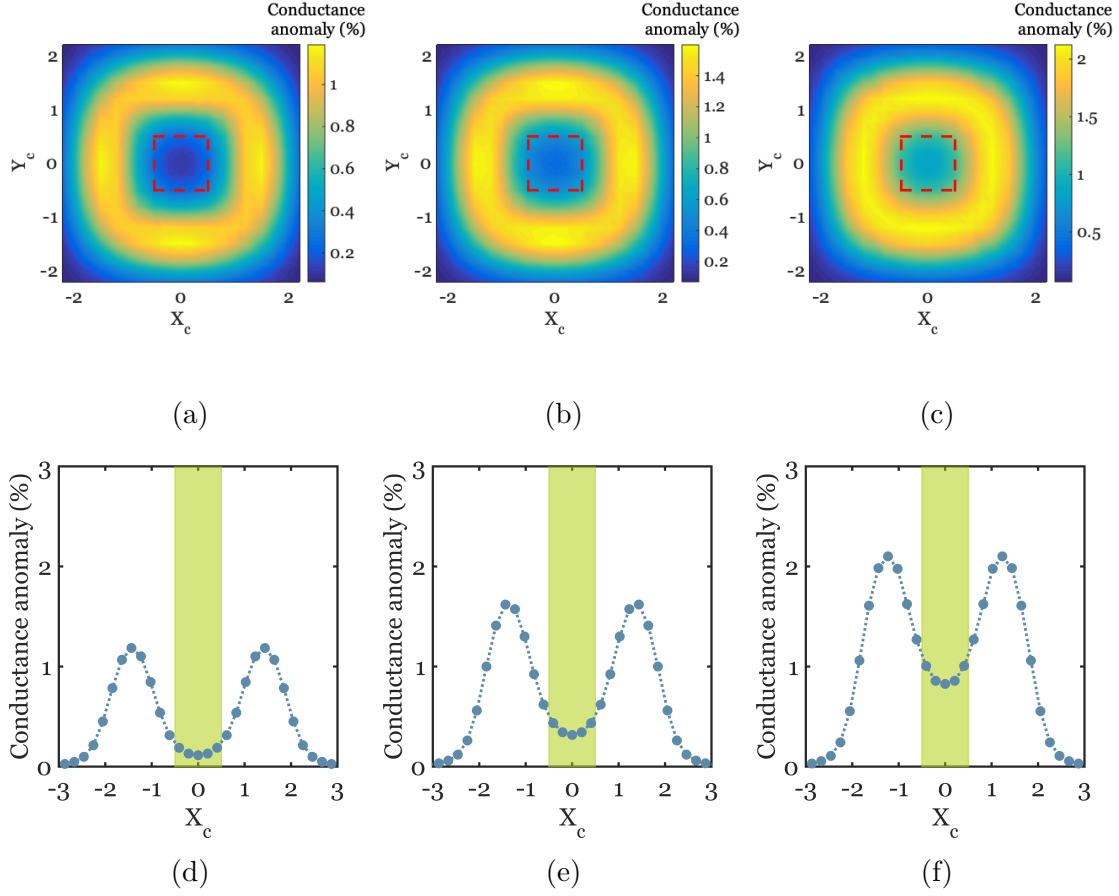 Conductance
anomaly (%)
Conductance
anomaly (%)
Conductance
anomaly (%)
2
1
0
-1
-2
Y_c
-2
0
2
X_c
1
0.8
0.6
0.4
0.2
2
1
0
-1
-2
Y_c
-2
0
2
X_c
1.4
1.2
1
0.8
0.6
0.4
0.2
2
1
0
-1
-2
Y_c
-2
0
2
X_c
2
1.5
1
0.5
(a)
(b)
(c)
3
2
1
0
Conductance anomaly (%)
-3 -2 -1 0 1 2 3
X_c
3
2
1
0
Conductance anomaly (%)
-3 -2 -1 0 1 2 3
X_c
3
2
1
0
Conductance anomaly (%)
-3 -2 -1 0 1 2 3
X_c
(d)
(e)
(f)